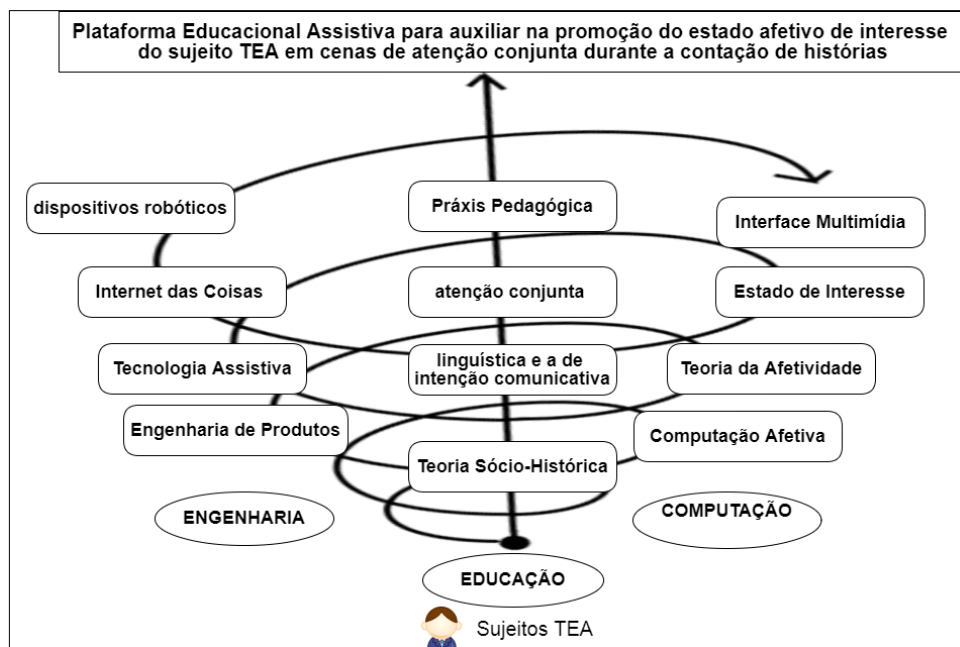 Plataforma Educacional Assistiva para auxiliar na promoção do estado afetivo de interesse
do sujeito TEA em cenas de atenção conjunta durante a contação de histórias
dispositivos robóticos
Práxis Pedagógica
Interface Multimídia
Internet das Coisas
atenção conjunta
Estado de Interesse
Tecnologia Assistiva
linguística e a de
intenção comunicativa
Teoria da Afetividade
Engenharia de Produtos
Computação Afetiva
Teoria Sócio-Histórica
ENGENHARIA
COMPUTAÇÃO
EDUCAÇÃO
Sujeitos TEA